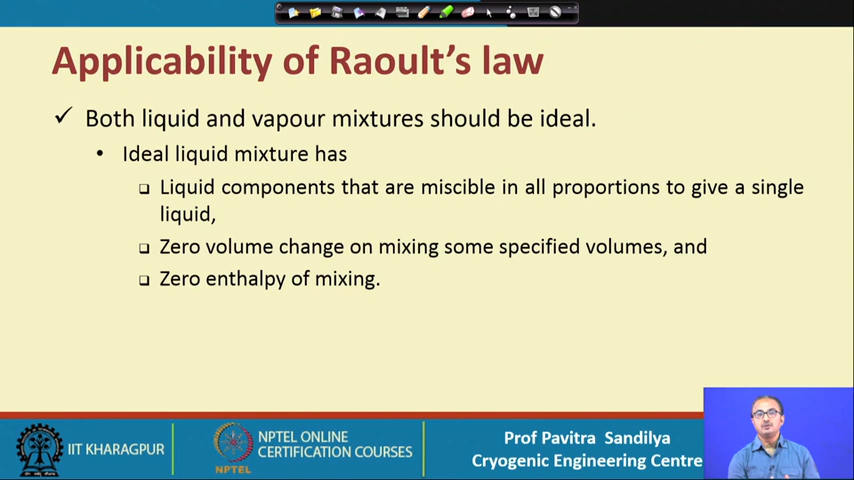 Applicability of Raoult's law
✓ Both liquid and vapour mixtures should be ideal.
• Ideal liquid mixture has
❑ Liquid components that are miscible in all proportions to give a single
liquid,
❑ Zero volume change on mixing some specified volumes, and
❑ Zero enthalpy of mixing.
IIT KHARAGPUR
NPTEL
NPTEL ONLINE
CERTIFICATION COURSES
Prof Pavitra Sandilya
Cryogenic Engineering Centre